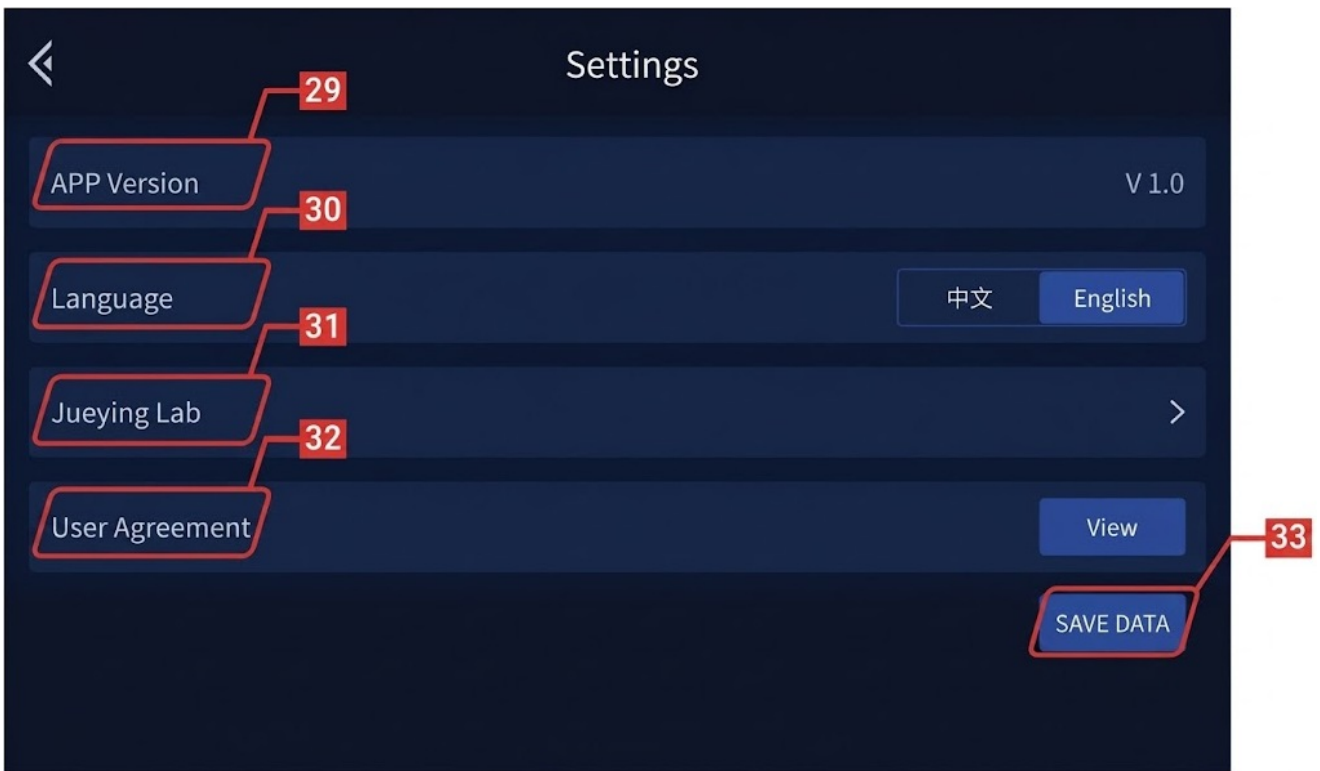 Settings
29
APP Version
V 1.0
30
Language
中文 English
31
Jueying Lab
32
User Agreement
View
33
SAVE DATA